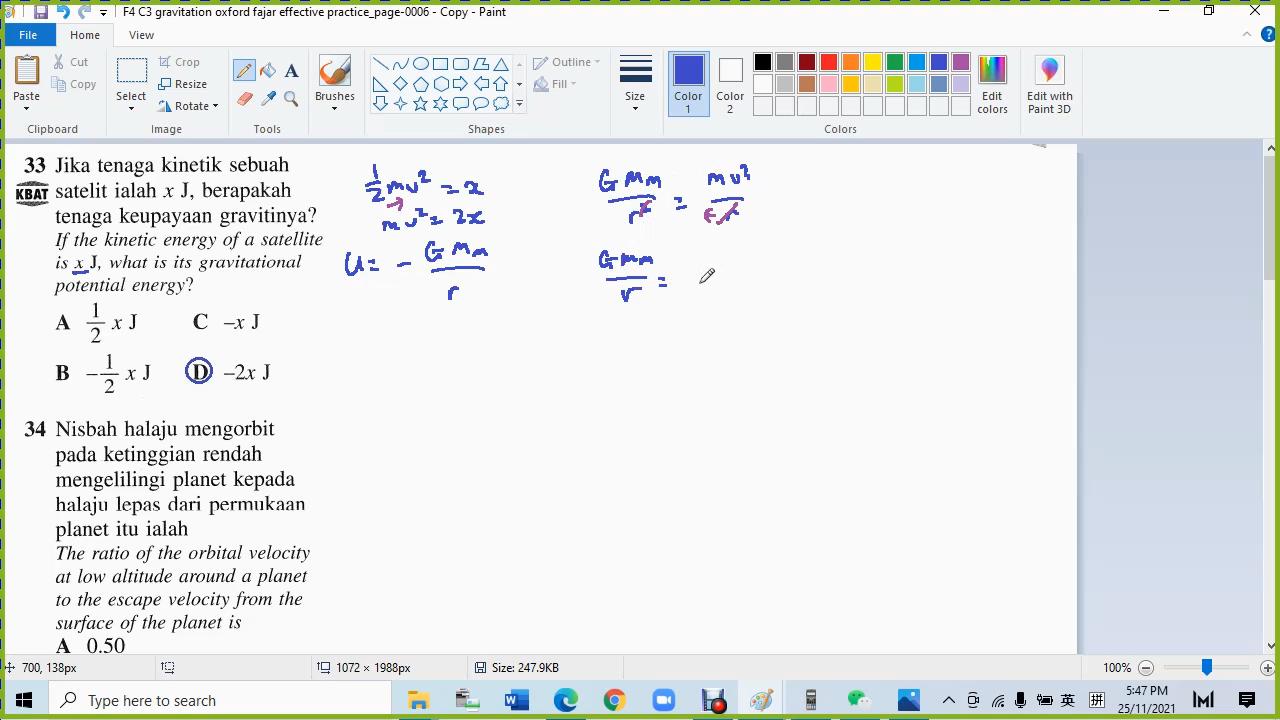 F4 C3 gravitation oxford fajar effective practice_page-0006 - Copy - Paint
File Home View
Paste Cut Copy Select Crop Resize Rotate A Brushes Outline Fill Size Color 1 Color 2 Edit colors Edit with Paint 3D
Clipboard Image Tools Shapes Colors
33 Jika tenaga kinetik sebuah
KBAT satelit ialah x J, berapakah
tenaga keupayaan gravitinya?
If the kinetic energy of a satellite
is x J, what is its gravitational
potential energy?
A 1/2 x J C –x J
B –1/2 x J D –2x J
34 Nisbah halaju mengorbit
pada ketinggian rendah
mengelilingi planet kepada
halaju lepas dari permukaan
planet itu ialah
The ratio of the orbital velocity
at low altitude around a planet
to the escape velocity from the
surface of the planet is
A 0.50
1/2 mv² = x
mv² = 2x
U = - GMm/r
GMm/r² = mv²/r
GMm/r =
700, 138px 1072 × 1988px Size: 247.9KB 100%
Type here to search
英 拼 5:47 PM
25/11/2021